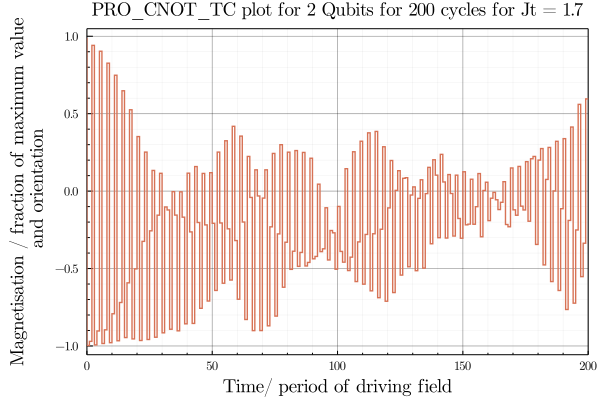 PRO_CNOT_TC plot for 2 Qubits for 200 cycles for Jt = 1.7
Magnetisation / fraction of maximum value
and orientation
1.0
0.5
0.0
−0.5
−1.0
0 50 100 150 200
Time/ period of driving field